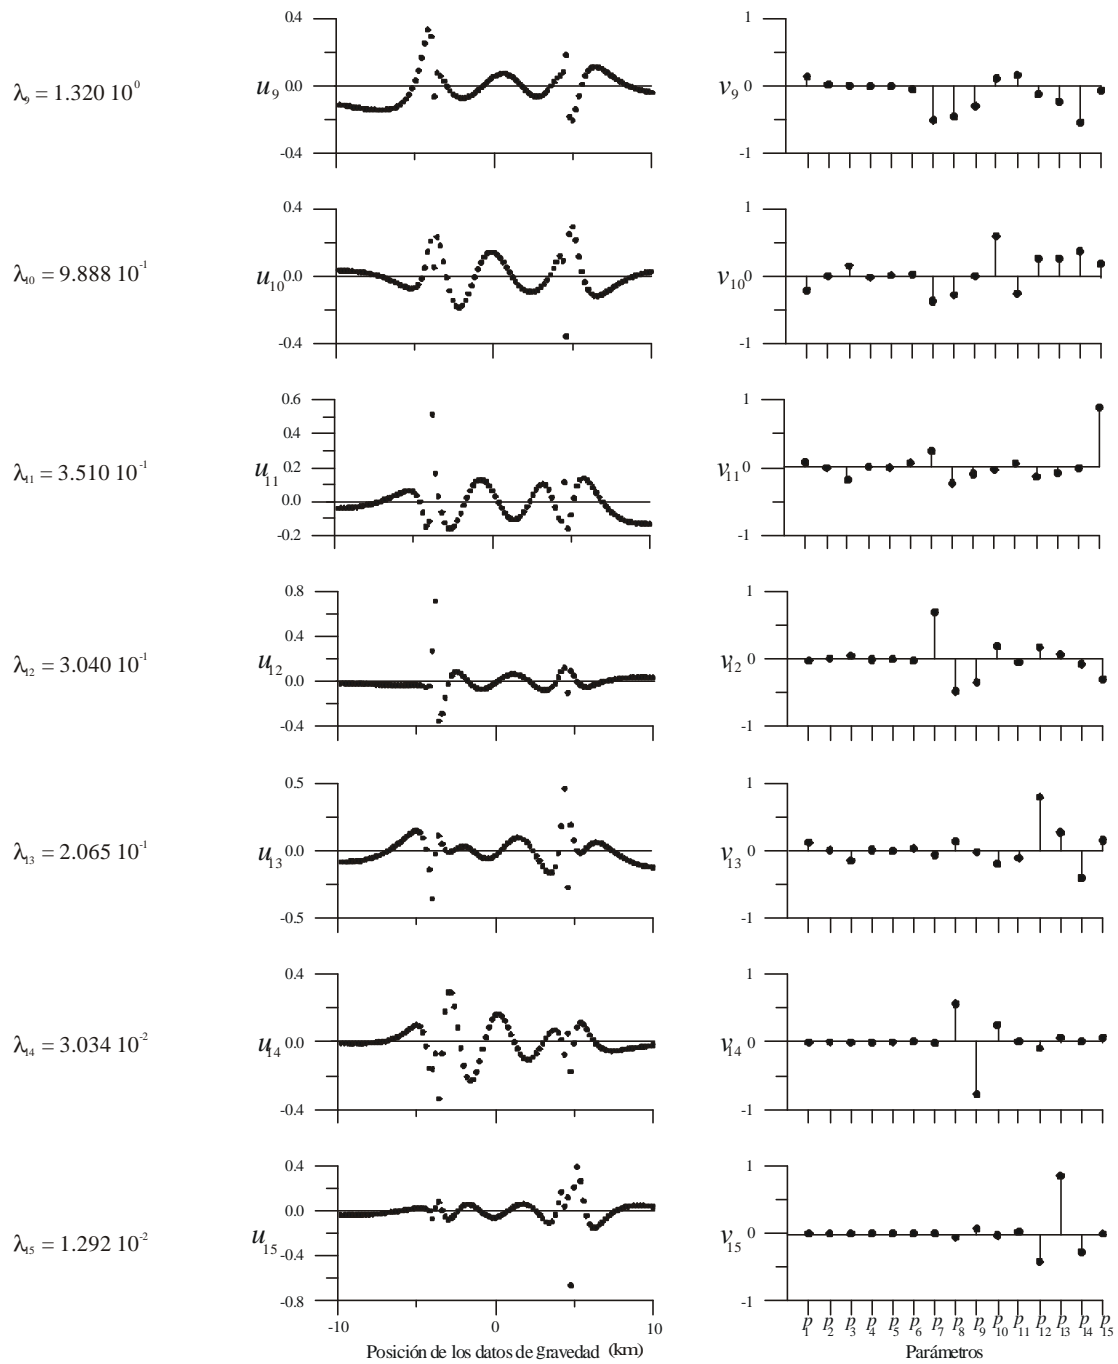 λ₉ = 1.320 10⁰
0.4
u₉ 0.0
-0.4
1
v₉ 0
-1
λ₁₀ = 9.888 10⁻¹
0.4
u₁₀ 0.0
-0.4
1
v₁₀ 0
-1
λ₁₁ = 3.510 10⁻¹
0.6
0.4
u₁₁ 0.2
0.0
-0.2
1
v₁₁ 0
-1
λ₁₂ = 3.040 10⁻¹
0.8
0.4
u₁₂ 0.0
-0.4
1
v₁₂ 0
-1
λ₁₃ = 2.065 10⁻¹
0.5
u₁₃ 0.0
-0.5
1
v₁₃ 0
-1
λ₁₄ = 3.034 10⁻²
0.4
u₁₄ 0.0
-0.4
1
v₁₄ 0
-1
λ₁₅ = 1.292 10⁻²
0.4
0.0
u₁₅ -0.4
-0.8
1
v₁₅ 0
-1
-10 0 10
Posición de los datos de gravedad (km)
p₁ p₂ p₃ p₄ p₅ p₆ p₇ p₈ p₉ p₁₀ p₁₁ p₁₂ p₁₃ p₁₄ p₁₅
Parámetros